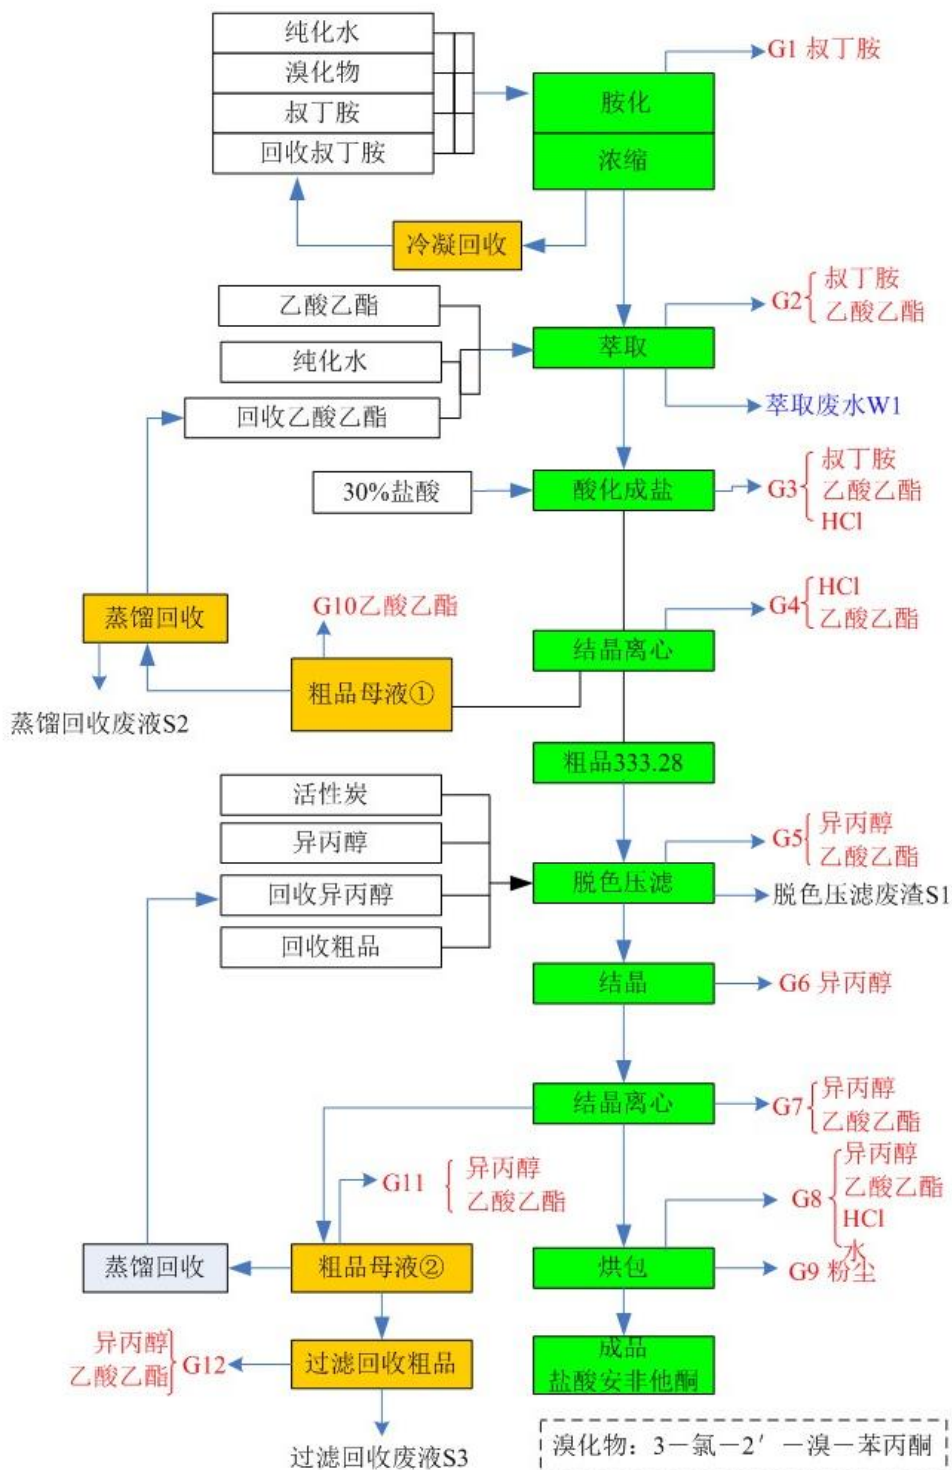 纯化水
溴化物
叔丁胺
回收叔丁胺
胺化
浓缩
G1 叔丁胺
冷凝回收
乙酸乙酯
纯化水
回收乙酸乙酯
萃取
G2
叔丁胺
乙酸乙酯
萃取废水W1
30%盐酸
酸化成盐
G3
叔丁胺
乙酸乙酯
HCl
蒸馏回收
G10乙酸乙酯
粗品母液①
结晶离心
G4
HCl
乙酸乙酯
蒸馏回收废液S2
粗品333.28
活性炭
异丙醇
回收异丙醇
回收粗品
脱色压滤
G5
异丙醇
乙酸乙酯
脱色压滤废渣S1
结晶
G6 异丙醇
结晶离心
G7
异丙醇
乙酸乙酯
G11
异丙醇
乙酸乙酯
G8
异丙醇
乙酸乙酯
HCl
水
蒸馏回收
粗品母液②
烘包
G9 粉尘
异丙醇
乙酸乙酯
G12
过滤回收粗品
成品
盐酸安非他酮
过滤回收废液S3
溴化物：3－氯－2′－溴－苯丙酮